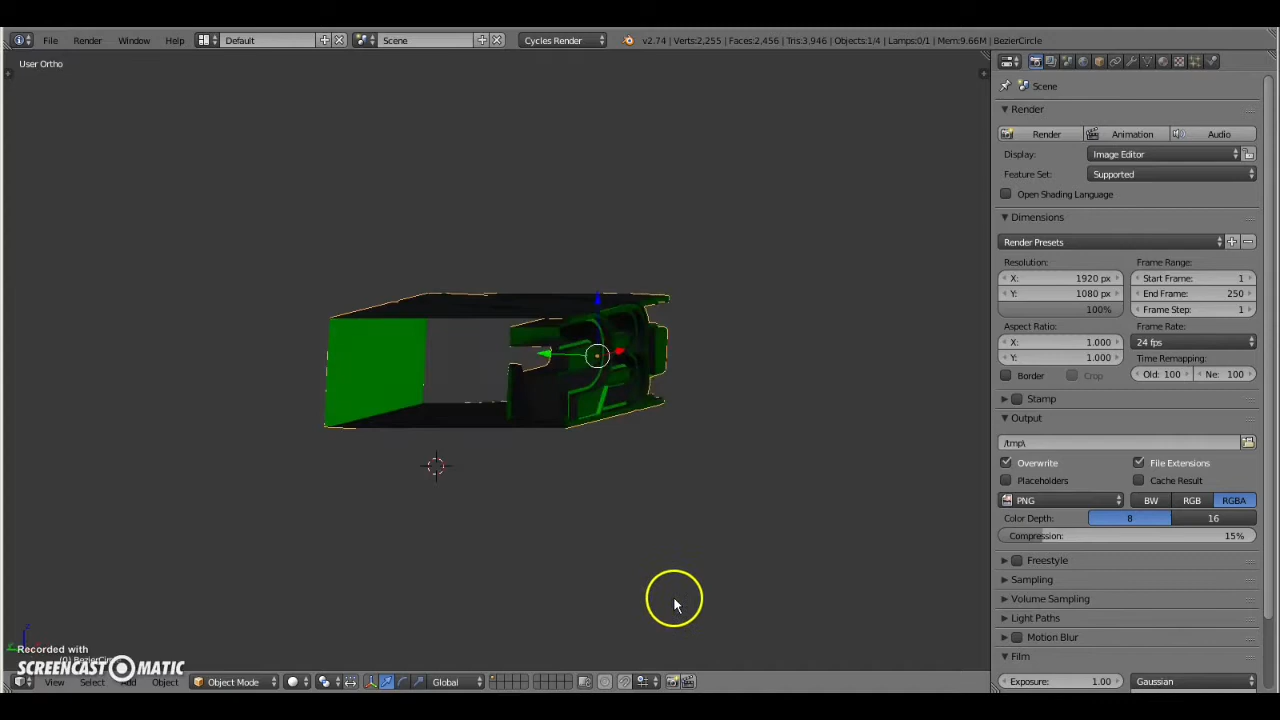 File Render Window Help Default Scene Cycles Render v2.74 | Verts:2,255 | Faces:2,456 | Tris:3,946 | Objects:1/4 | Lamps:0/1 | Mem:9.66M | BezierCircle
User Ortho
Scene
Render
Render Animation Audio
Display: Image Editor
Feature Set: Supported
Open Shading Language
Dimensions
Render Presets
Resolution: Frame Range:
X: 1920 px Start Frame: 1
Y: 1080 px End Frame: 250
100% Frame Step: 1
Aspect Ratio: Frame Rate:
X: 1.000 24 fps
Y: 1.000 Time Remapping:
Border Crop Old: 100 Ne: 100
Stamp
Output
/tmp\
Overwrite File Extensions
Placeholders Cache Result
PNG BW RGB RGBA
Color Depth: 8 16
Compression: 15%
Freestyle
Sampling
Volume Sampling
Light Paths
Motion Blur
Film
Exposure: 1.00 Gaussian
Recorded with
SCREENCAST MATIC
View Select Add Object Object Mode Global